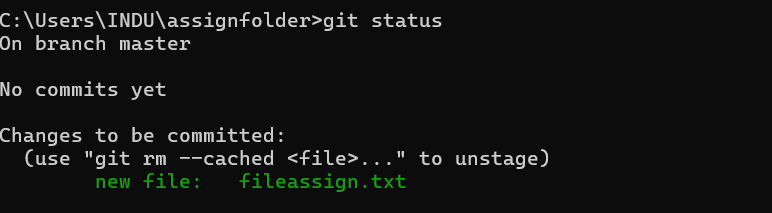 C:\Users\INDU\assignfolder>git status
On branch master
No commits yet
Changes to be committed:
  (use "git rm --cached <file>..." to unstage)
        new file:   fileassign.txt